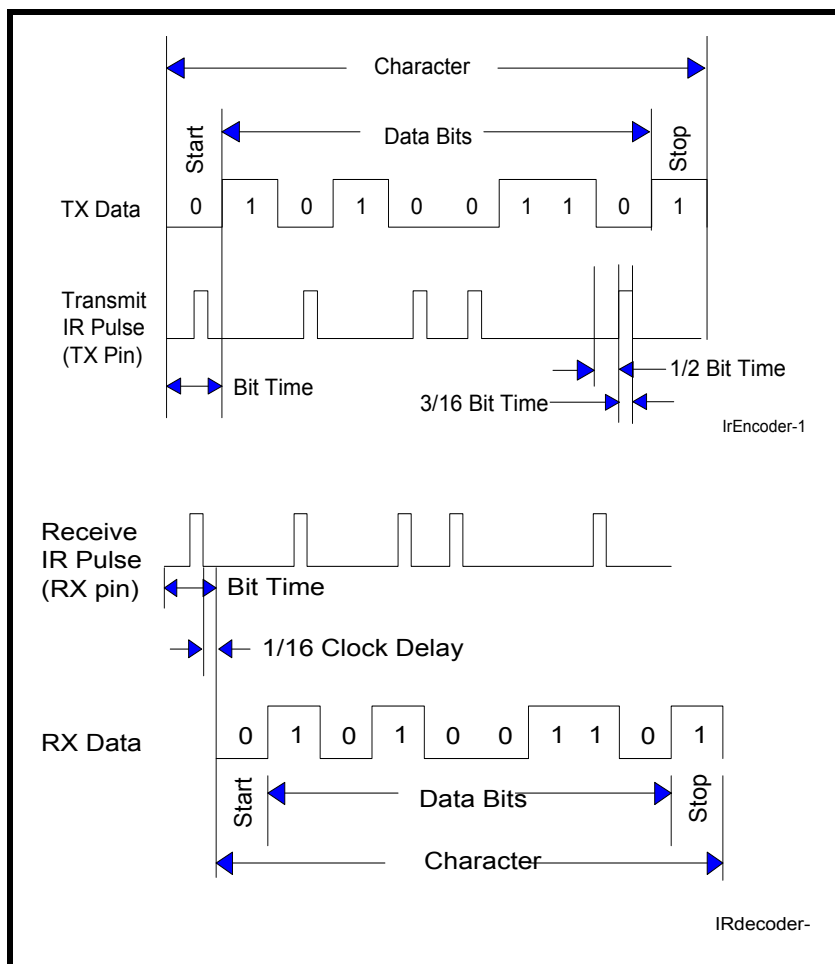 Character
Start
Data Bits
Stop
TX Data
0 1 0 1 0 0 1 1 0 1
Transmit
IR Pulse
(TX Pin)
Bit Time
1/2 Bit Time
3/16 Bit Time
IrEncoder-1
Receive
IR Pulse
(RX pin)
Bit Time
1/16 Clock Delay
RX Data
0 1 0 1 0 0 1 1 0 1
Start
Data Bits
Stop
Character
IRdecoder-